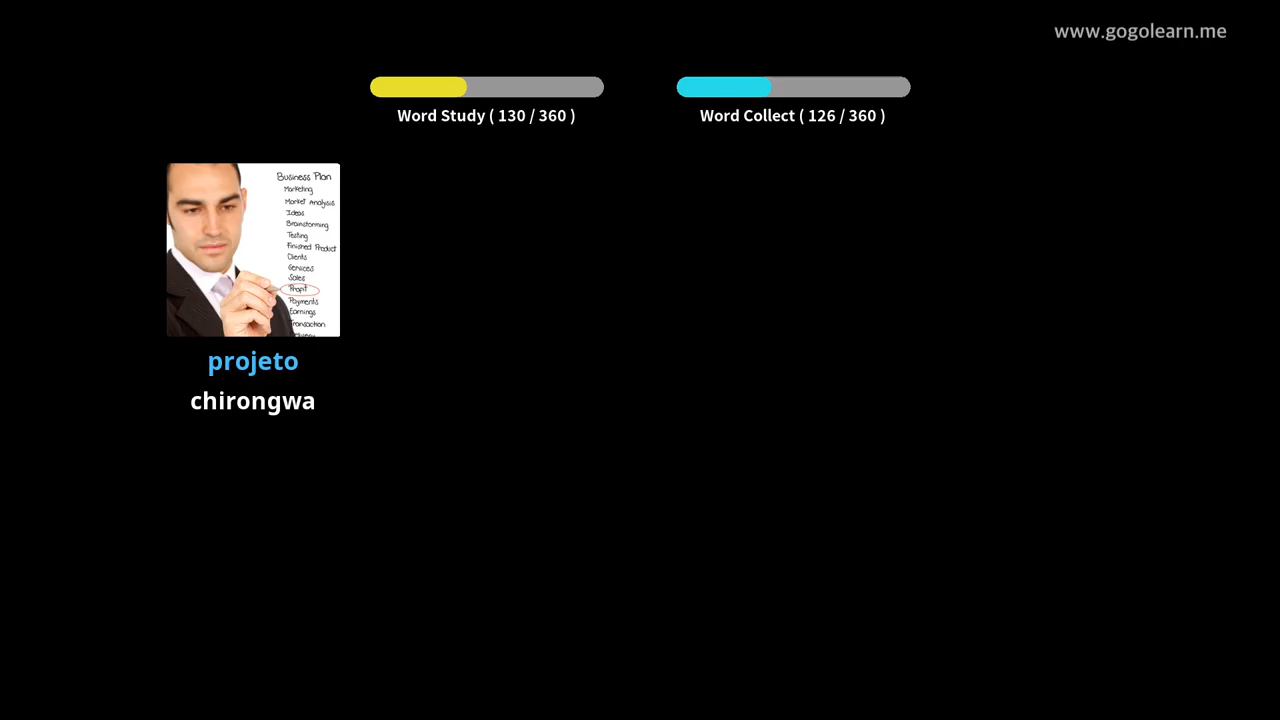 www.gogolearn.me
Word Study ( 130 / 360 )
Word Collect ( 126 / 360 )
Business Plan
Marketing
Market Analysis
Ideas
Brainstorming
Testing
Finished Product
Clients
Services
Sales
Profit
Payments
Earnings
Transaction
projeto
chirongwa